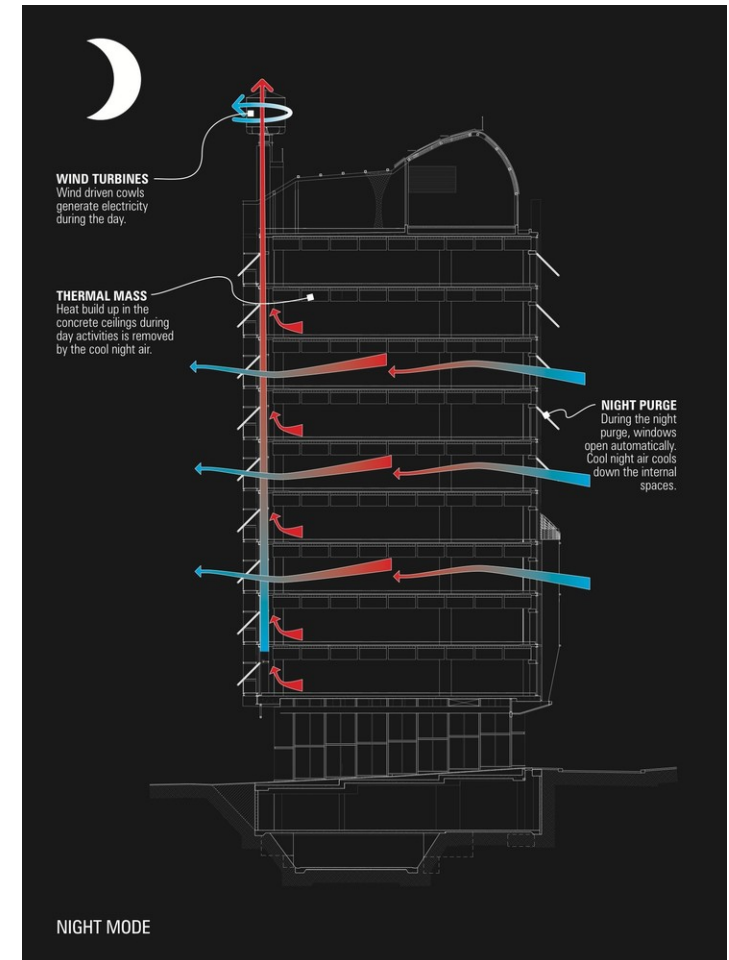 WIND TURBINES
Wind driven cowls
generate electricity
during the day.
THERMAL MASS
Heat build up in the
concrete ceilings during
day activities is removed
by the cool night air.
NIGHT PURGE
During the night
purge, windows
open automatically.
Cool night air cools
down the internal
spaces.
NIGHT MODE